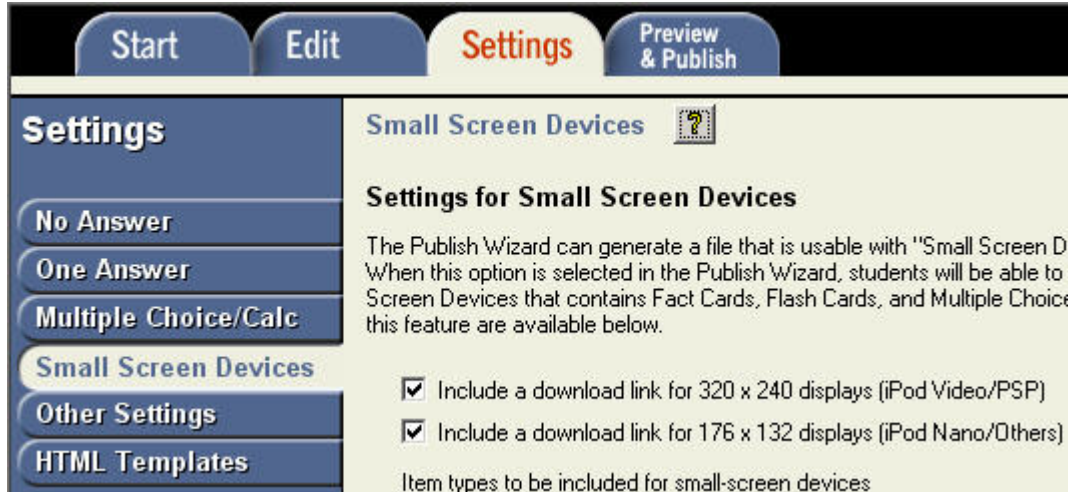 Start
Edit
Settings
Preview
& Publish
Settings
No Answer
One Answer
Multiple Choice/Calc
Small Screen Devices
Other Settings
HTML Templates
Small Screen Devices ?
Settings for Small Screen Devices
The Publish Wizard can generate a file that is usable with "Small Screen D
When this option is selected in the Publish Wizard, students will be able to
Screen Devices that contains Fact Cards, Flash Cards, and Multiple Choice
this feature are available below.
Include a download link for 320 x 240 displays (iPod Video/PSP)
Include a download link for 176 x 132 displays (iPod Nano/Others)
Item types to be included for small-screen devices